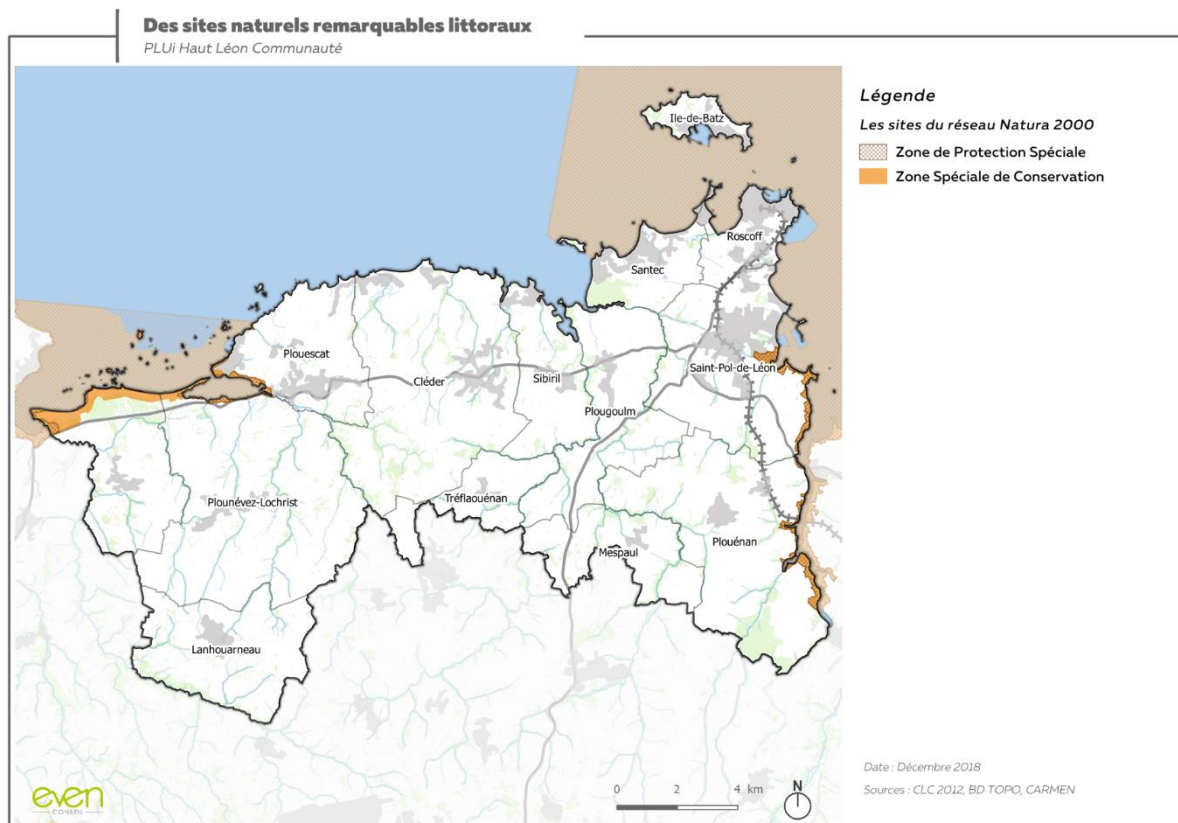 Des sites naturels remarquables littoraux
PLUi Haut Léon Communauté
Légende
Les sites du réseau Natura 2000
Zone de Protection Spéciale
Zone Spéciale de Conservation
Ile-de-Batz
Roscoff
Santec
Plouescat
Cléder
Sibiril
Saint-Pol-de-Léon
Plougoulm
Tréflaouénan
Plounévez-Lochrist
Mespaul
Plouénan
Lanhouarneau
Date : Décembre 2018
Sources : CLC 2012, BD TOPO, CARMEN
even
CONSEIL
0 2 4 km
N